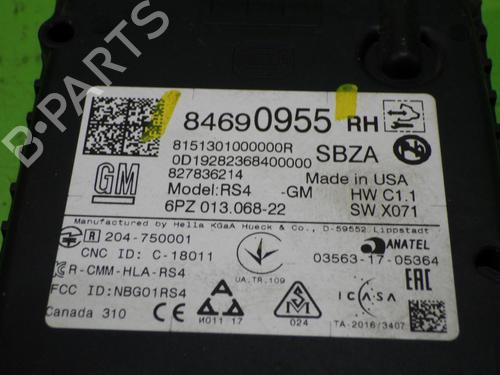 B-PARTS
84690955 RH
8151301000000R
0D19282368400000 SBZA
827836214
Made in USA
GM
Model:RS4 -GM HW C1.1
6PZ 013.068-22 SW X071
Manufactured by Hella KGaA Hueck & Co., D-59552 Lippstadt
R 204-750001
ANATEL
CNC ID: C-18011
03563-17-05364
R-CMM-HLA-RS4
UA.TR.109
EAC
FCC ID:NBG01RS4
ICASA
Canada 310
И011 17
024
TA-2016/3407